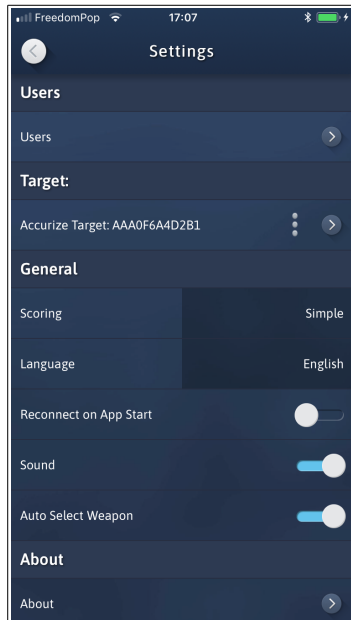 FreedomPop 17:07
Settings
Users
Users
Target:
Accurize Target: AAA0F6A4D2B1
General
Scoring Simple
Language English
Reconnect on App Start
Sound
Auto Select Weapon
About
About